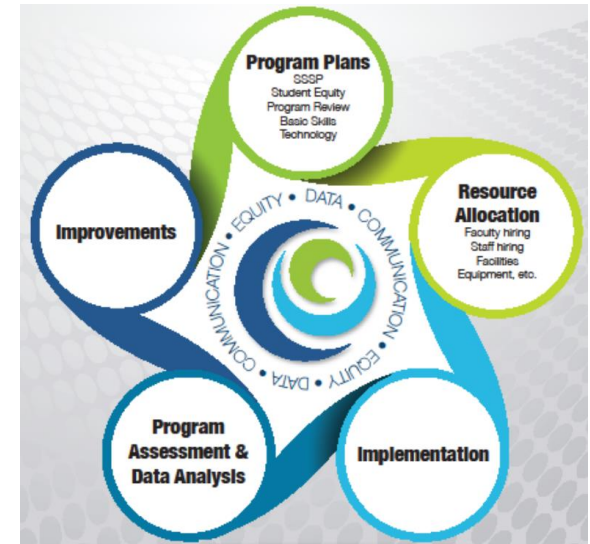 Program Plans
SSSP
Student Equity
Program Review
Basic Skills
Technology
Resource
Allocation
Faculty hiring
Staff hiring
Facilities
Equipment, etc.
Improvements
EQUITY • DATA • COMMUNICATION • EQUITY • DATA • COMMUNICATION •
Program
Assessment &
Data Analysis
Implementation